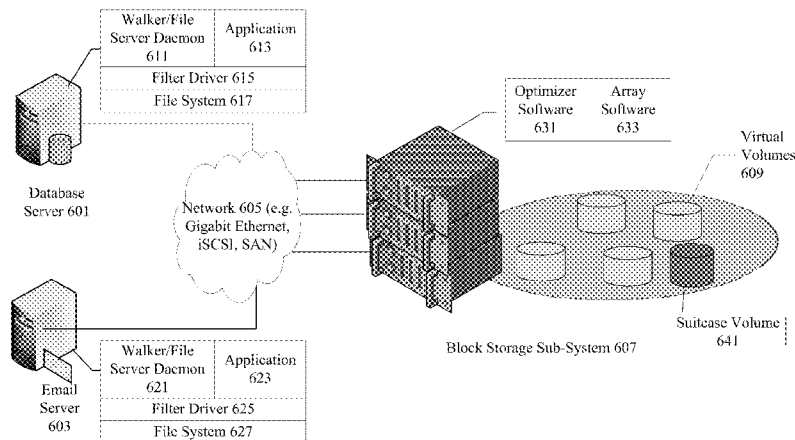 Walker/File
Server Daemon
611
Application
613
Filter Driver 615
File System 617
Database
Server 601
Network 605 (e.g.
Gigabit Ethernet,
iSCSI, SAN)
Optimizer
Software
631
Array
Software
633
Virtual
Volumes
609
Suitcase Volume
641
Block Storage Sub-System 607
Email
Server
603
Walker/File
Server Daemon
621
Application
623
Filter Driver 625
File System 627